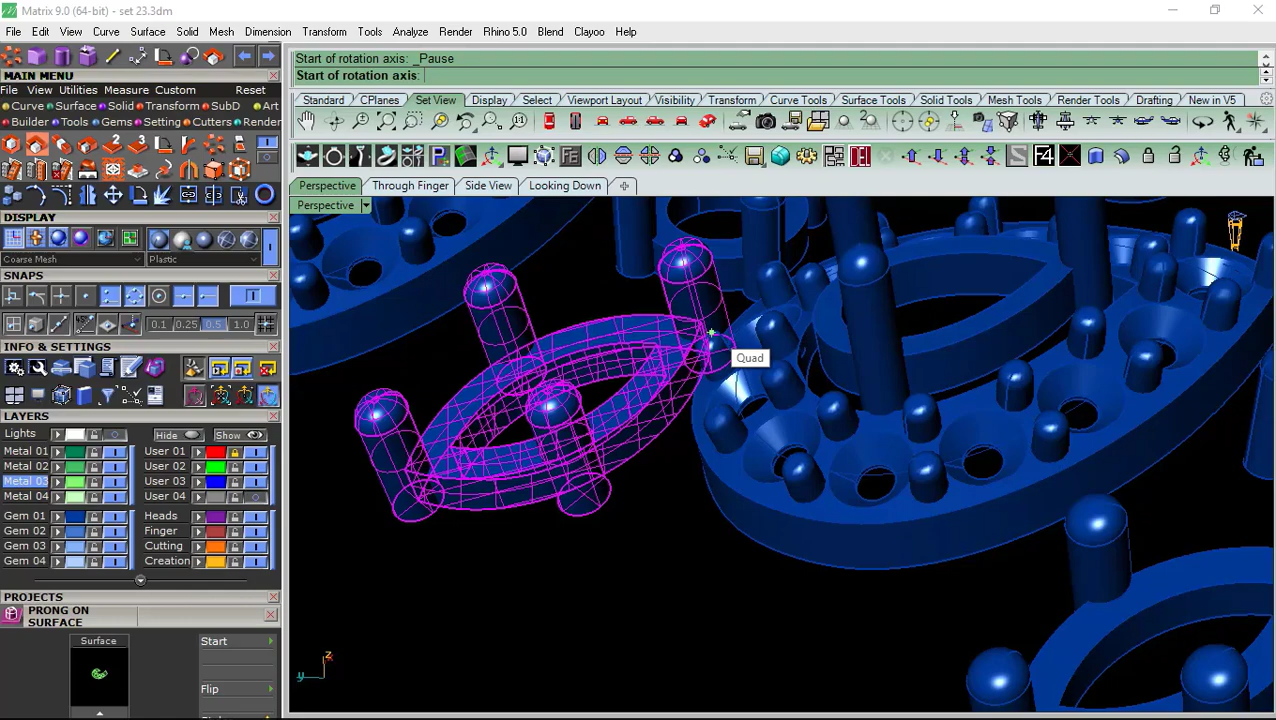 Matrix 9.0 (64-bit) - set 23.3dm
File Edit View Curve Surface Solid Mesh Dimension Transform Tools Analyze Render Rhino 5.0 Blend Clayoo Help
Start of rotation axis: _Pause
Start of rotation axis:
MAIN MENU
File View Utilities Measure Custom Reset
Curve Surface Solid Transform SubD Art
Builder Tools Gems Setting Cutters Render
Standard CPlanes Set View Display Select Viewport Layout Visibility Transform Curve Tools Surface Tools Solid Tools Mesh Tools Render Tools Drafting New in V5
Perspective Through Finger Side View Looking Down
Perspective
DISPLAY
Coarse Mesh Plastic
SNAPS
0.1 0.25 0.5 1.0
INFO & SETTINGS
LAYERS
Lights Hide Show
Metal 01 User 01
Metal 02 User 02
Metal 03 User 03
Metal 04 User 04
Gem 01 Heads
Gem 02 Finger
Gem 03 Cutting
Gem 04 Creation
PROJECTS
PRONG ON
SURFACE
Surface Start
Flip
Quad
z
y